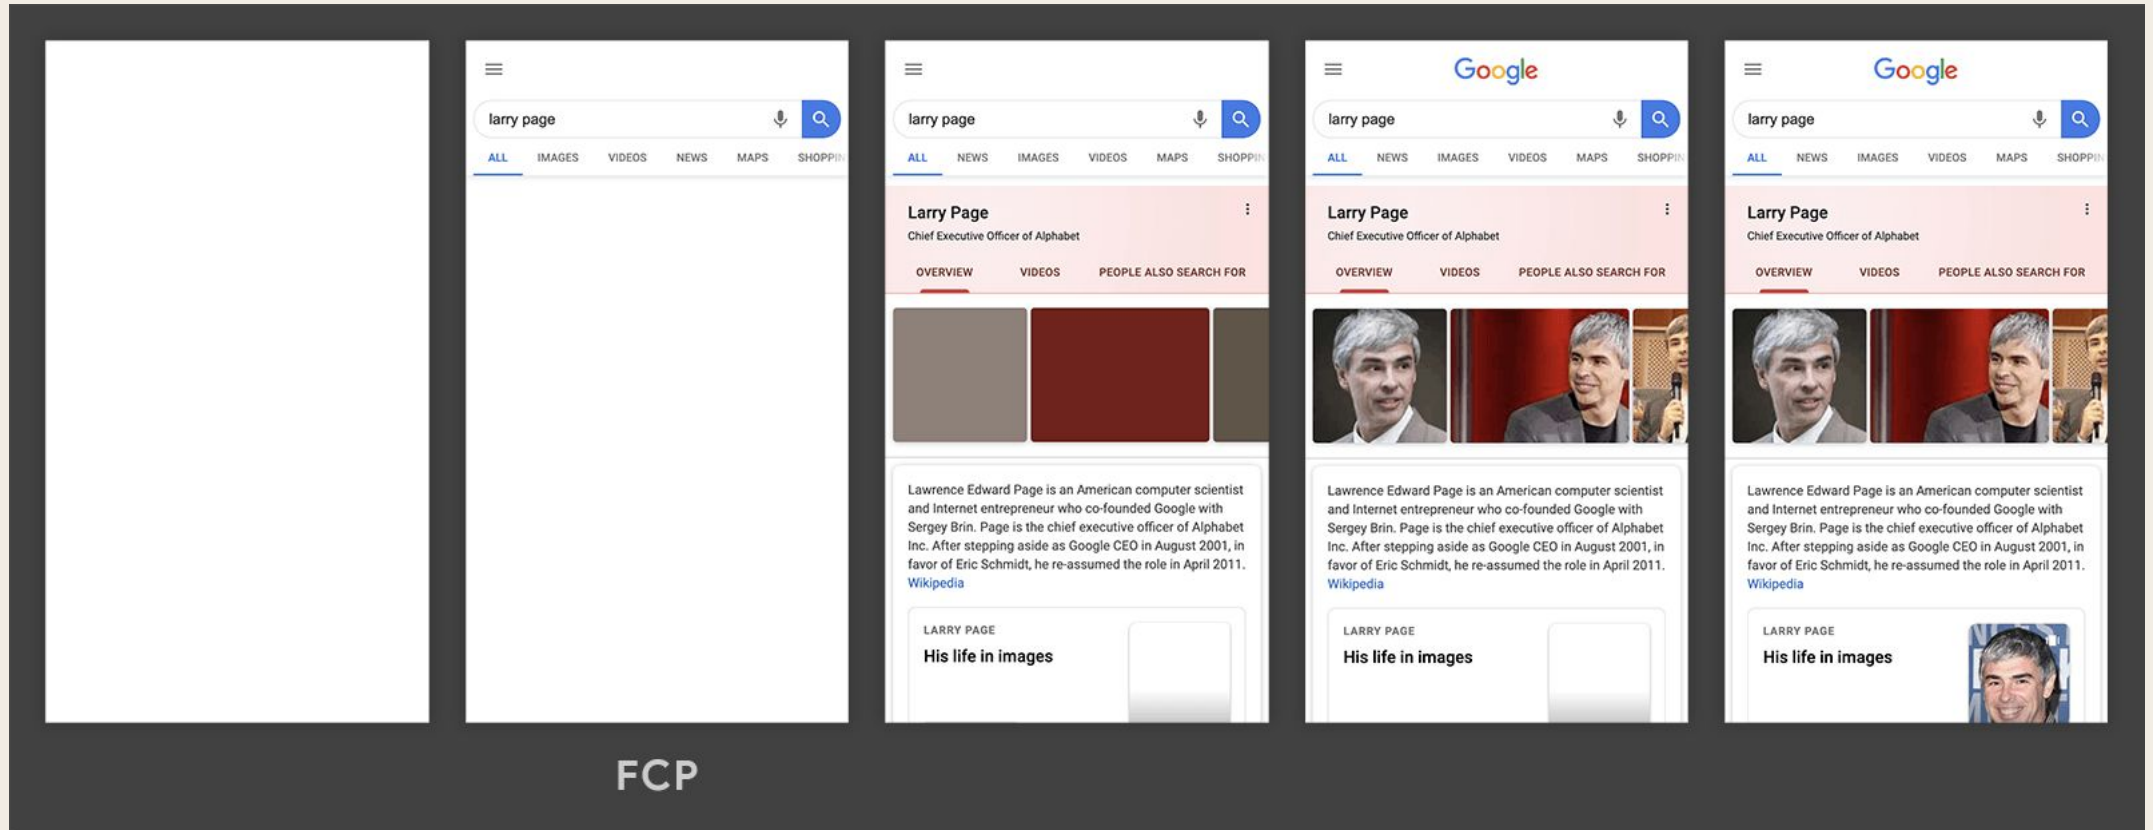 larry page
ALL IMAGES VIDEOS NEWS MAPS SHOPPIN
larry page
ALL NEWS IMAGES VIDEOS MAPS SHOPPIN
Larry Page
Chief Executive Officer of Alphabet
OVERVIEW VIDEOS PEOPLE ALSO SEARCH FOR
Lawrence Edward Page is an American computer scientist
and Internet entrepreneur who co-founded Google with
Sergey Brin. Page is the chief executive officer of Alphabet
Inc. After stepping aside as Google CEO in August 2001, in
favor of Eric Schmidt, he re-assumed the role in April 2011.
Wikipedia
LARRY PAGE
His life in images
Google
larry page
ALL NEWS IMAGES VIDEOS MAPS SHOPPIN
Larry Page
Chief Executive Officer of Alphabet
OVERVIEW VIDEOS PEOPLE ALSO SEARCH FOR
Lawrence Edward Page is an American computer scientist
and Internet entrepreneur who co-founded Google with
Sergey Brin. Page is the chief executive officer of Alphabet
Inc. After stepping aside as Google CEO in August 2001, in
favor of Eric Schmidt, he re-assumed the role in April 2011.
Wikipedia
LARRY PAGE
His life in images
Google
larry page
ALL NEWS IMAGES VIDEOS MAPS SHOPPIN
Larry Page
Chief Executive Officer of Alphabet
OVERVIEW VIDEOS PEOPLE ALSO SEARCH FOR
Lawrence Edward Page is an American computer scientist
and Internet entrepreneur who co-founded Google with
Sergey Brin. Page is the chief executive officer of Alphabet
Inc. After stepping aside as Google CEO in August 2001, in
favor of Eric Schmidt, he re-assumed the role in April 2011.
Wikipedia
LARRY PAGE
His life in images
FCP